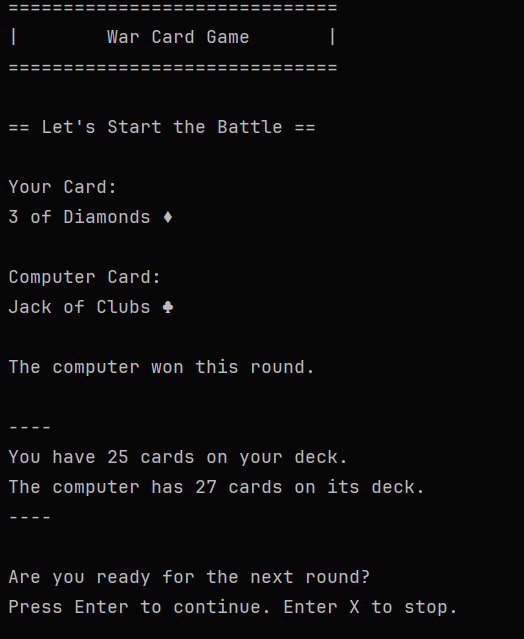 ==============================
|        War Card Game       |
==============================
== Let's Start the Battle ==
Your Card:
3 of Diamonds ♦
Computer Card:
Jack of Clubs ♣
The computer won this round.
----
You have 25 cards on your deck.
The computer has 27 cards on its deck.
----
Are you ready for the next round?
Press Enter to continue. Enter X to stop.